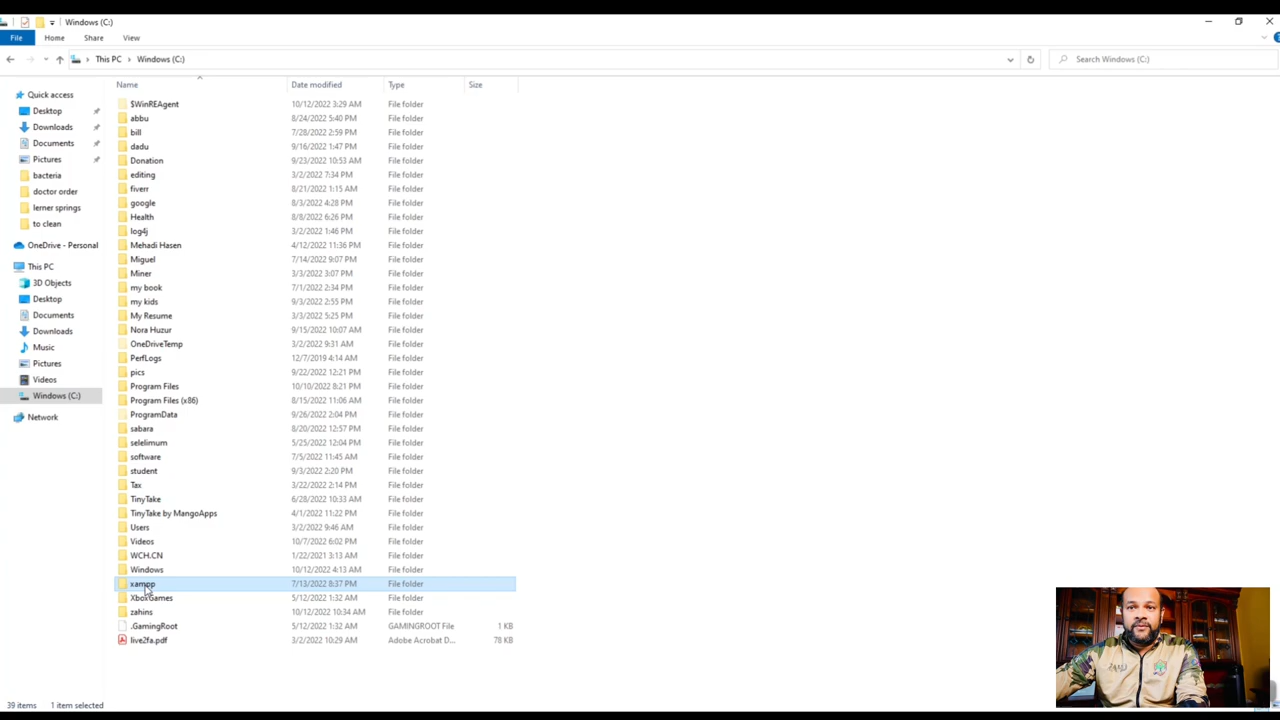 Windows (C:)
File Home Share View
This PC Windows (C:) Search Windows (C:)
Name Date modified Type Size
Quick access
Desktop
Downloads
Documents
Pictures
bacteria
doctor order
lerner springs
to clean
OneDrive - Personal
This PC
3D Objects
Desktop
Documents
Downloads
Music
Pictures
Videos
Windows (C:)
Network
$WinREAgent 10/12/2022 3:29 AM File folder
abbu 8/24/2022 5:40 PM File folder
bill 7/28/2022 2:59 PM File folder
dadu 9/16/2022 1:47 PM File folder
Donation 9/23/2022 10:53 AM File folder
editing 3/2/2022 7:34 PM File folder
fiverr 8/21/2022 1:15 AM File folder
google 8/3/2022 4:28 PM File folder
Health 8/8/2022 6:26 PM File folder
log4j 3/2/2022 1:46 PM File folder
Mehadi Hasen 4/12/2022 11:36 PM File folder
Miguel 7/14/2022 9:07 PM File folder
Miner 3/3/2022 3:07 PM File folder
my book 7/1/2022 2:34 PM File folder
my kids 9/3/2022 2:55 PM File folder
My Resume 3/3/2022 5:25 PM File folder
Nora Huzur 9/15/2022 10:07 AM File folder
OneDriveTemp 3/2/2022 9:31 AM File folder
PerfLogs 12/7/2019 4:14 AM File folder
pics 9/22/2022 12:21 PM File folder
Program Files 10/10/2022 8:21 PM File folder
Program Files (x86) 8/15/2022 11:06 AM File folder
ProgramData 9/26/2022 2:04 PM File folder
sabara 8/20/2022 12:57 PM File folder
selelimum 5/25/2022 12:04 PM File folder
software 7/5/2022 11:45 AM File folder
student 9/3/2022 2:20 PM File folder
Tax 3/22/2022 2:14 PM File folder
TinyTake 6/28/2022 10:33 AM File folder
TinyTake by MangoApps 4/1/2022 11:22 PM File folder
Users 3/2/2022 9:46 AM File folder
Videos 10/7/2022 6:02 PM File folder
WCH.CN 1/22/2021 3:13 AM File folder
Windows 10/12/2022 4:13 AM File folder
xampp 7/13/2022 8:37 PM File folder
XboxGames 5/12/2022 1:32 AM File folder
zahins 10/12/2022 10:34 AM File folder
.GamingRoot 5/12/2022 1:32 AM GAMINGROOT File 1 KB
live2fa.pdf 3/2/2022 10:29 AM Adobe Acrobat D... 78 KB
39 items 1 item selected